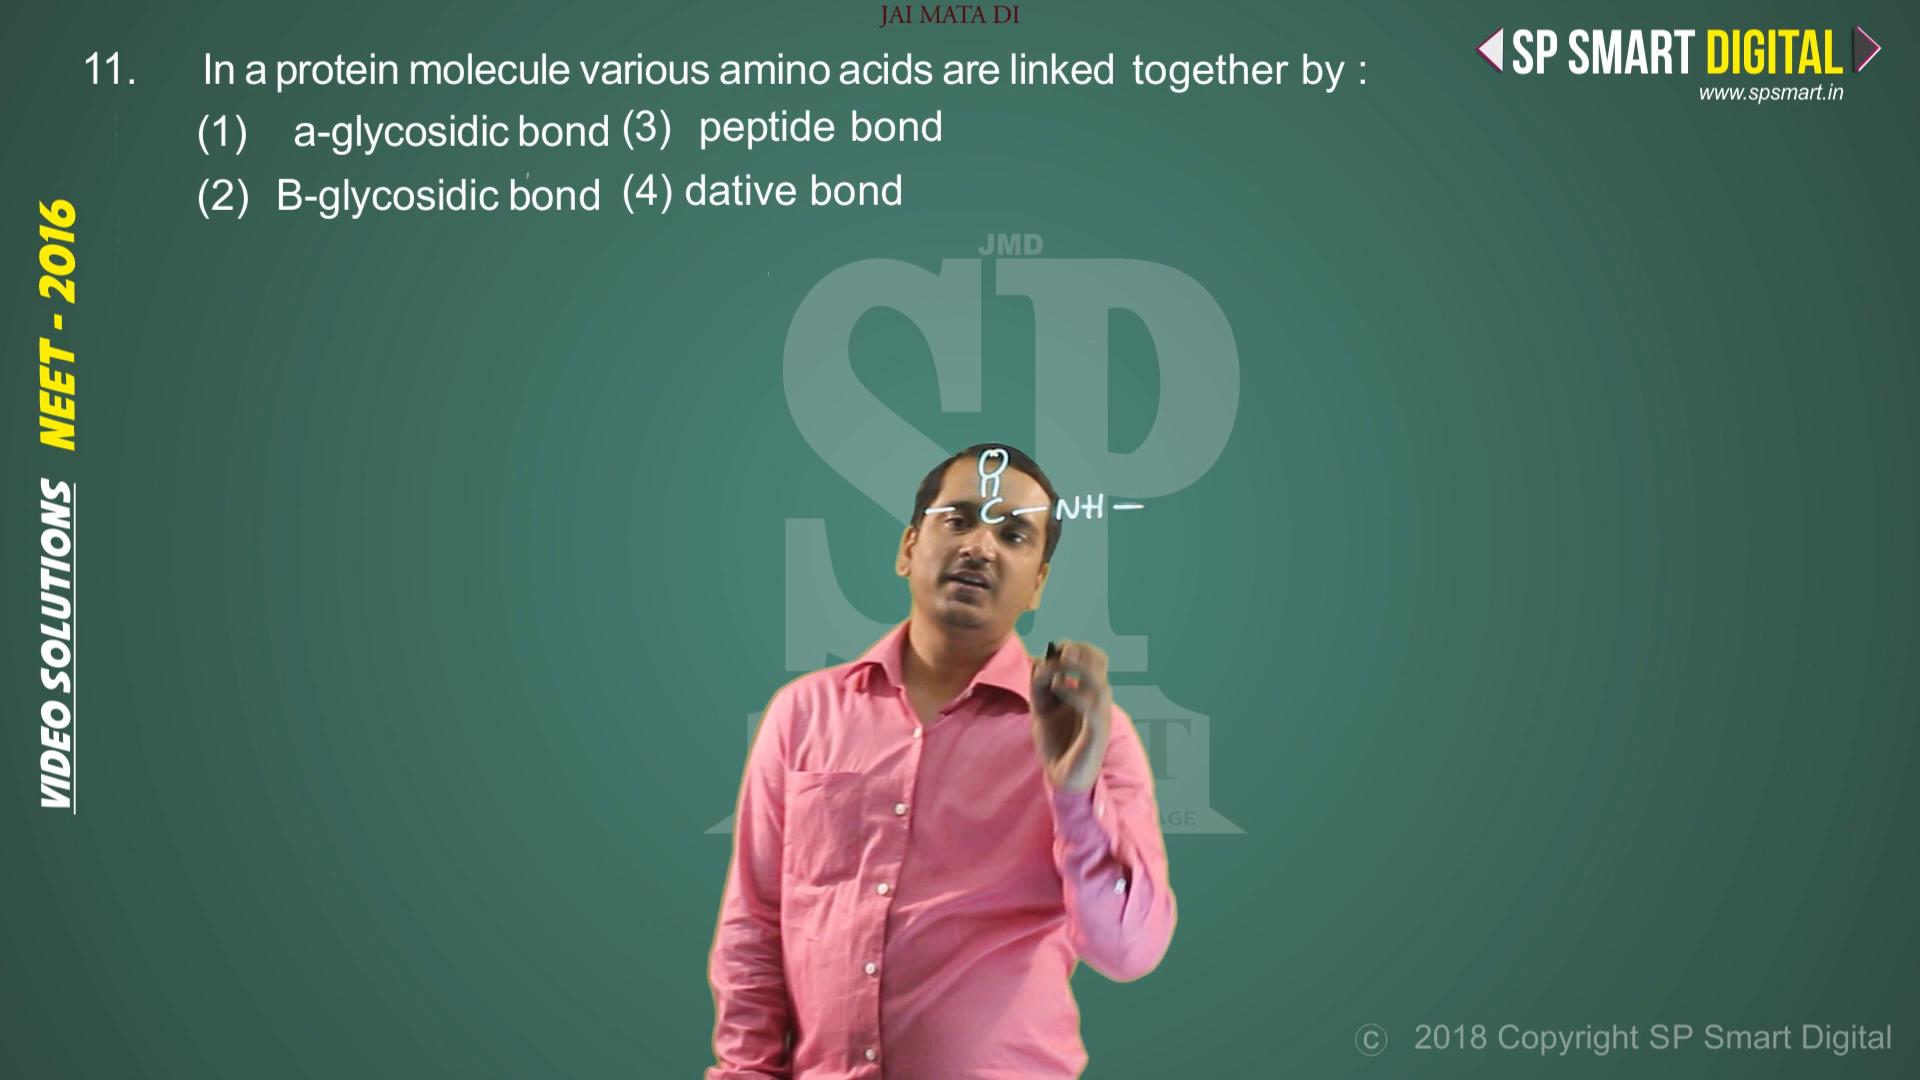 JAI MATA DI
SP SMART DIGITAL
www.spsmart.in
11. In a protein molecule various amino acids are linked together by :
(1) a-glycosidic bond (3) peptide bond
(2) B-glycosidic bond (4) dative bond
VIDEO SOLUTIONS NEET - 2016
JMD
SP
O
— C — NH —
T
AGE
© 2018 Copyright SP Smart Digital